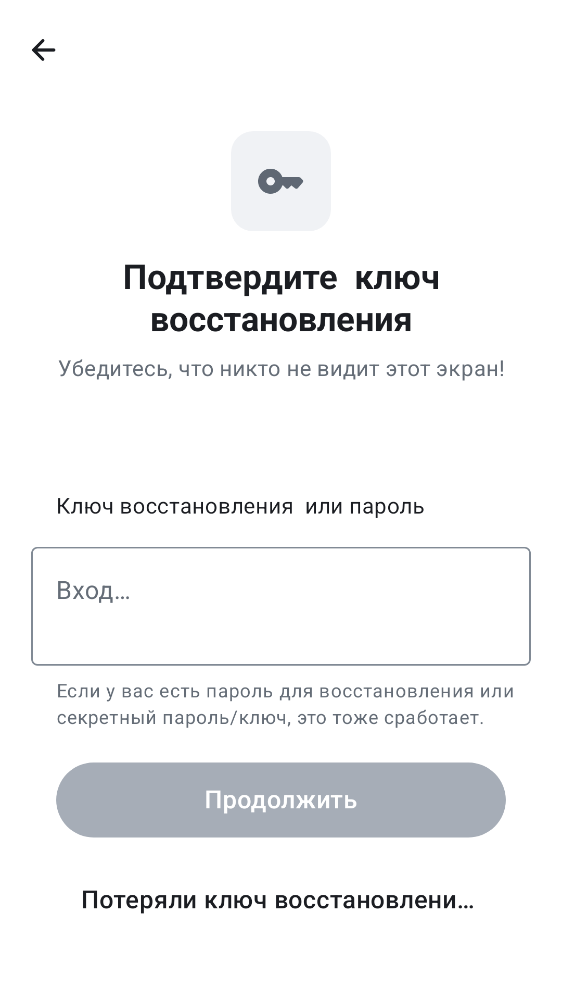 Подтвердите ключ
восстановления
Убедитесь, что никто не видит этот экран!
Ключ восстановления или пароль
Вход…
Если у вас есть пароль для восстановления или
секретный пароль/ключ, это тоже сработает.
Продолжить
Потеряли ключ восстановлени…